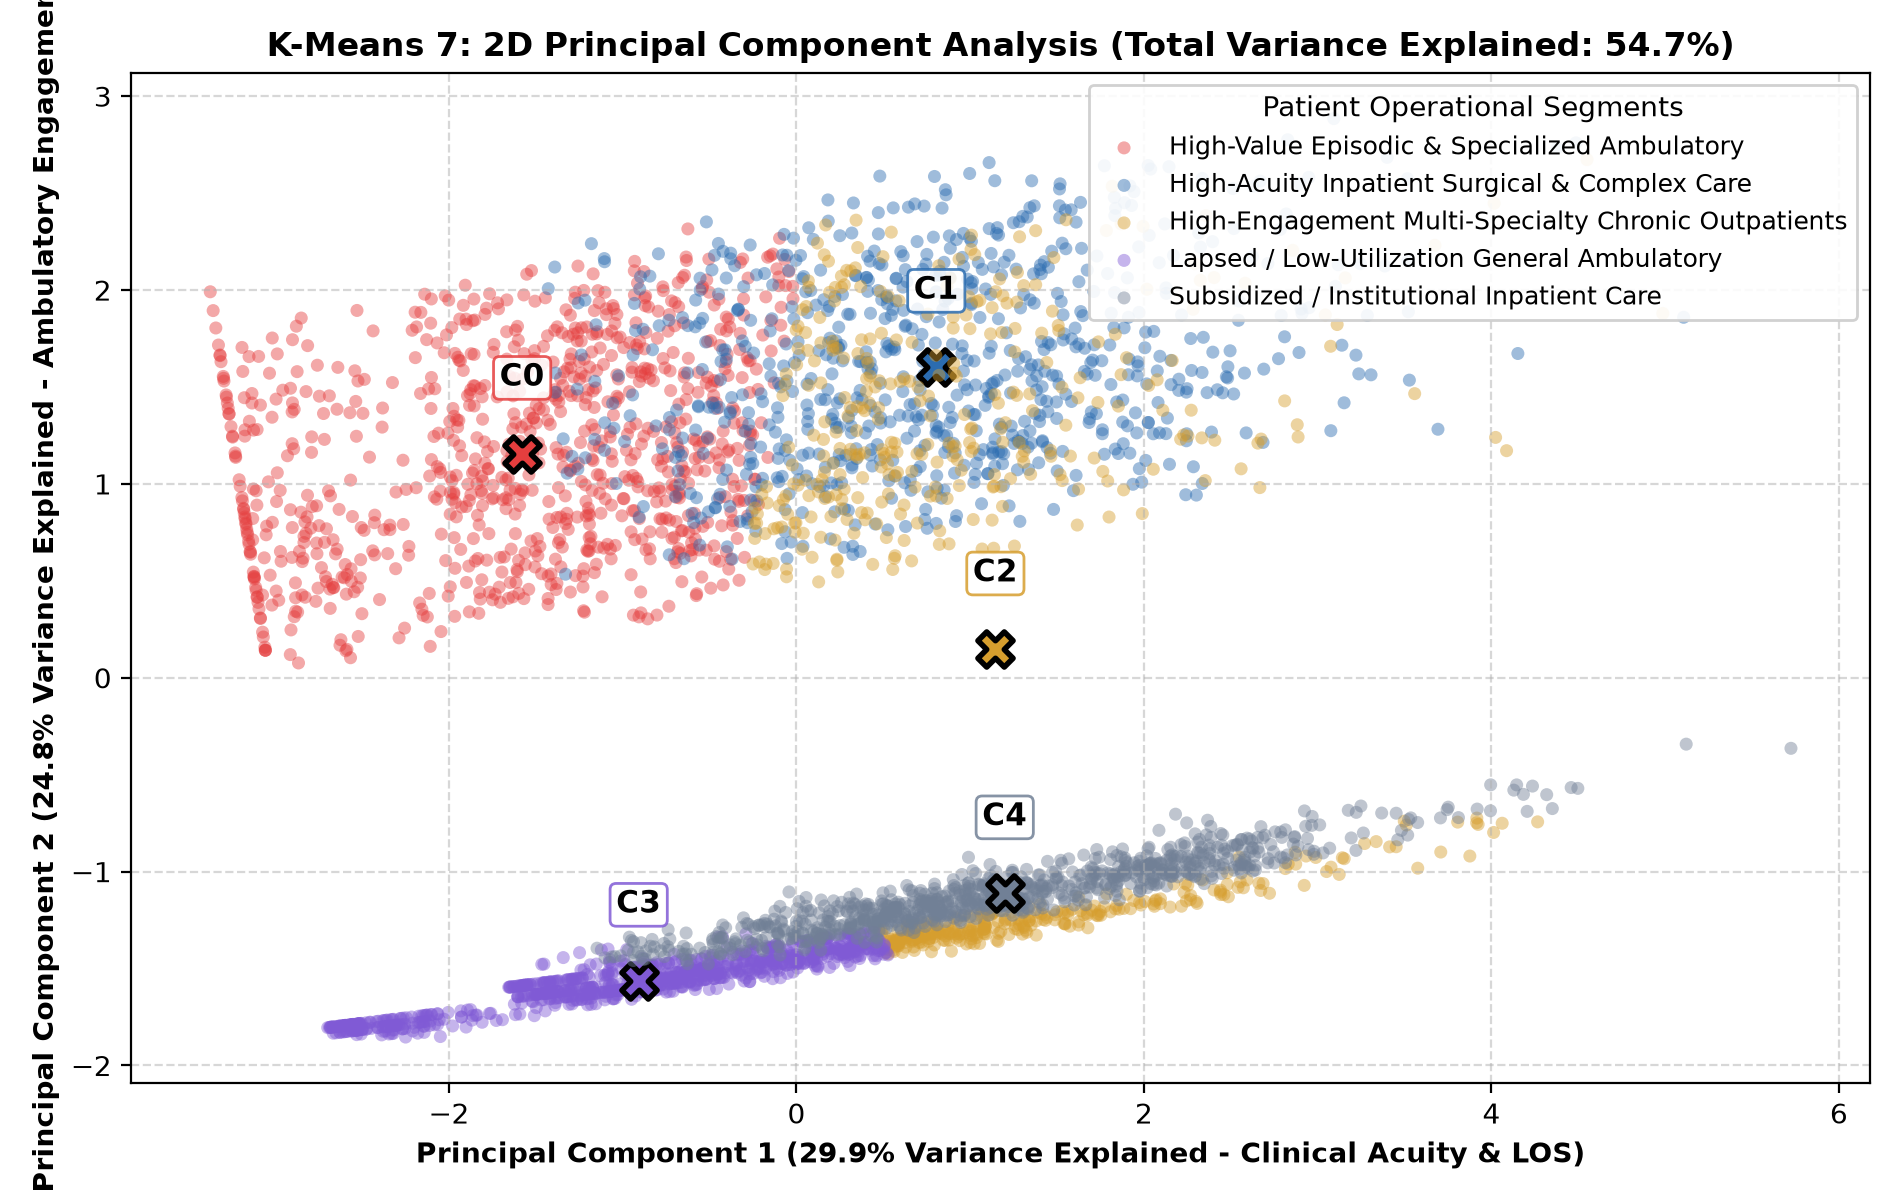 K-Means 7: 2D Principal Component Analysis (Total Variance Explained: 54.7%)
Principal Component 2 (24.8% Variance Explained - Ambulatory Engagemen
3
2
1
0
−1
−2
Patient Operational Segments
High-Value Episodic & Specialized Ambulatory
High-Acuity Inpatient Surgical & Complex Care
High-Engagement Multi-Specialty Chronic Outpatients
Lapsed / Low-Utilization General Ambulatory
Subsidized / Institutional Inpatient Care
C1
C0
C2
C4
C3
−2
0
2
4
6
Principal Component 1 (29.9% Variance Explained - Clinical Acuity & LOS)